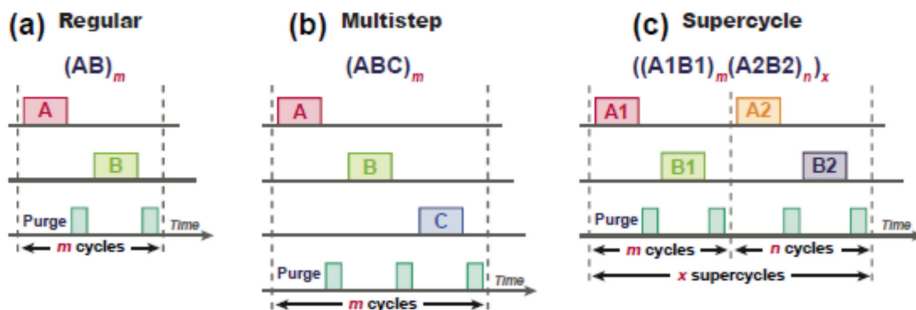 (a) Regular
(AB)m
A
B
Purge
Time
m cycles
(b) Multistep
(ABC)m
A
B
C
Purge
Time
m cycles
(c) Supercycle
((A1B1)m(A2B2)n)x
A1
A2
B1
B2
Purge
Time
m cycles
n cycles
x supercycles